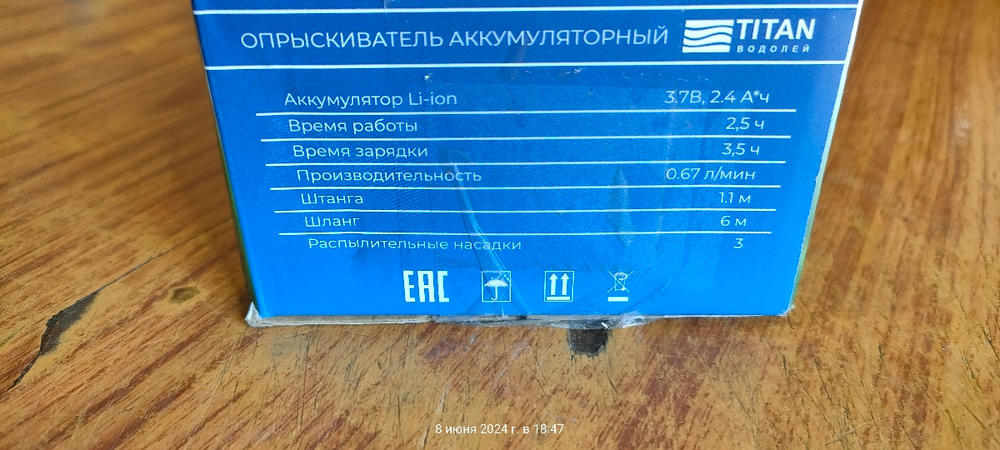 ОПРЫСКИВАТЕЛЬ АККУМУЛЯТОРНЫЙ TITAN
ВОДОЛЕЙ
Аккумулятор Li-ion 3.7В, 2.4 А*ч
Время работы 2,5 ч
Время зарядки 3,5 ч
Производительность 0.67 л/мин
Штанга 1.1 м
Шланг 6 м
Распылительные насадки 3
EAC
8 июня 2024 г. в 18:47